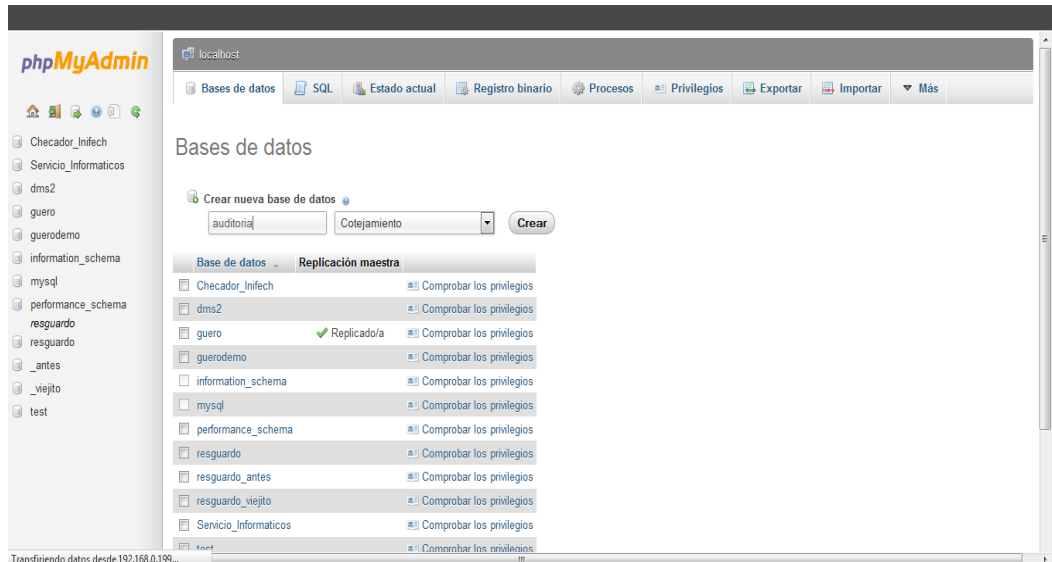 phpMyAdmin
Checador_Inifech
Servicio_Informaticos
dms2
guero
guerodemo
information_schema
mysql
performance_schema
resguardo
resguardo
_antes
_viejito
test
localhost
Bases de datos SQL Estado actual Registro binario Procesos Privilegios Exportar Importar Más
Bases de datos
Crear nueva base de datos
auditoria Cotejamiento Crear
Base de datos Replicación maestra
Checador_Inifech Comprobar los privilegios
dms2 Comprobar los privilegios
guero Replicado/a Comprobar los privilegios
guerodemo Comprobar los privilegios
information_schema Comprobar los privilegios
mysql Comprobar los privilegios
performance_schema Comprobar los privilegios
resguardo Comprobar los privilegios
resguardo_antes Comprobar los privilegios
resguardo_viejito Comprobar los privilegios
Servicio_Informaticos Comprobar los privilegios
test Comprobar los privilegios
Transfiriendo datos desde 192.168.0.199...